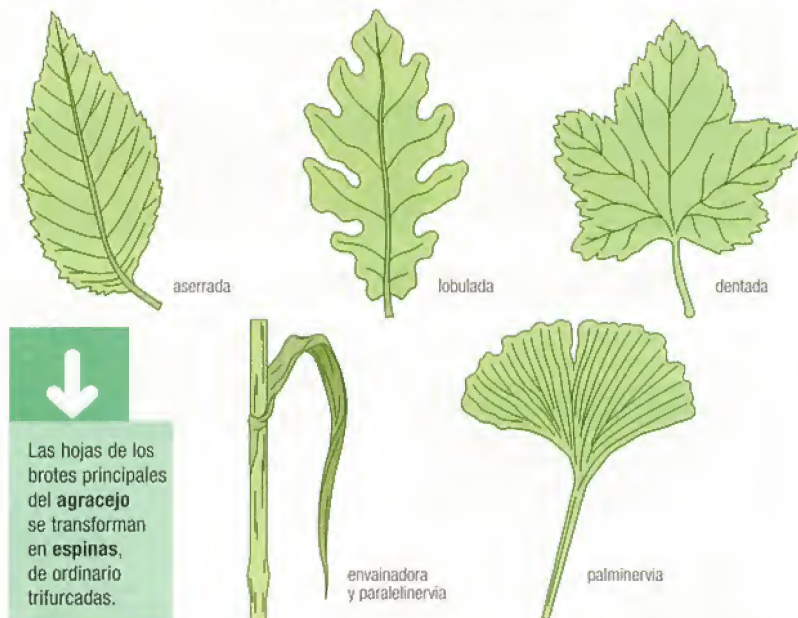 aserrada
lobulada
dentada
Las hojas de los
brotes principales
del agracejo
se transforman
en espinas,
de ordinario
trifurcadas.
envainadora
y paralelinervia
palminervia